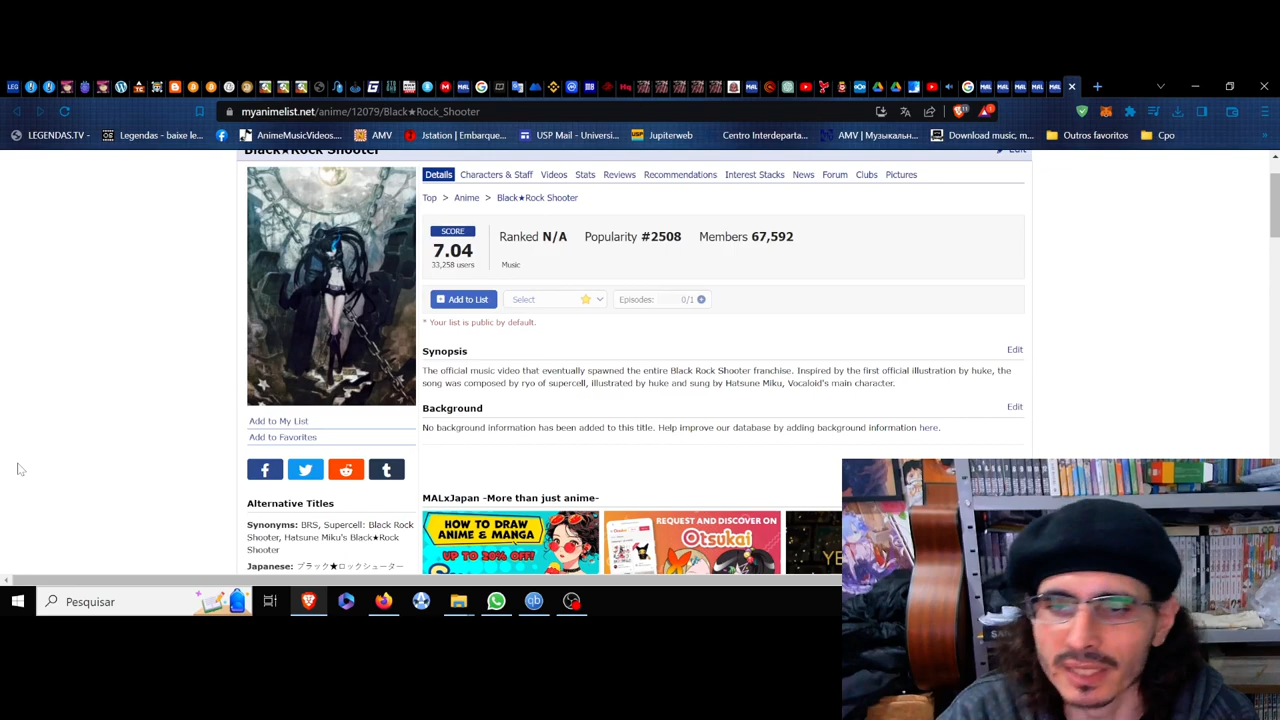 myanimelist.net/anime/12079/Black★Rock_Shooter
LEGENDAS.TV -
Legendas - baixe le...
AnimeMusicVideos....
AMV
Jstation | Embarque...
USP Mail - Universi...
Jupiterweb
Centro Interdeparta...
AMV | Музыкальн...
Download music, m...
Outros favoritos
Cpo
Black★Rock Shooter
Edit
Details
Characters & Staff
Videos
Stats
Reviews
Recommendations
Interest Stacks
News
Forum
Clubs
Pictures
Top > Anime > Black★Rock Shooter
SCORE
7.04
33,258 users
Ranked N/A
Popularity #2508
Members 67,592
Music
Add to List
Select
Episodes: 0/1
* Your list is public by default.
Synopsis
Edit
The official music video that eventually spawned the entire Black Rock Shooter franchise. Inspired by the first official illustration by huke, the
song was composed by ryo of supercell, illustrated by huke and sung by Hatsune Miku, Vocaloid's main character.
Background
Edit
No background information has been added to this title. Help improve our database by adding background information here.
Add to My List
Add to Favorites
Alternative Titles
Synonyms: BRS, Supercell: Black Rock
Shooter, Hatsune Miku's Black★Rock
Shooter
Japanese: ブラック★ロックシューター
MALxJapan -More than just anime-
HOW TO DRAW
ANIME & MANGA
UP TO 20% OFF!
REQUEST AND DISCOVER ON
Otsukai
Pesquisar